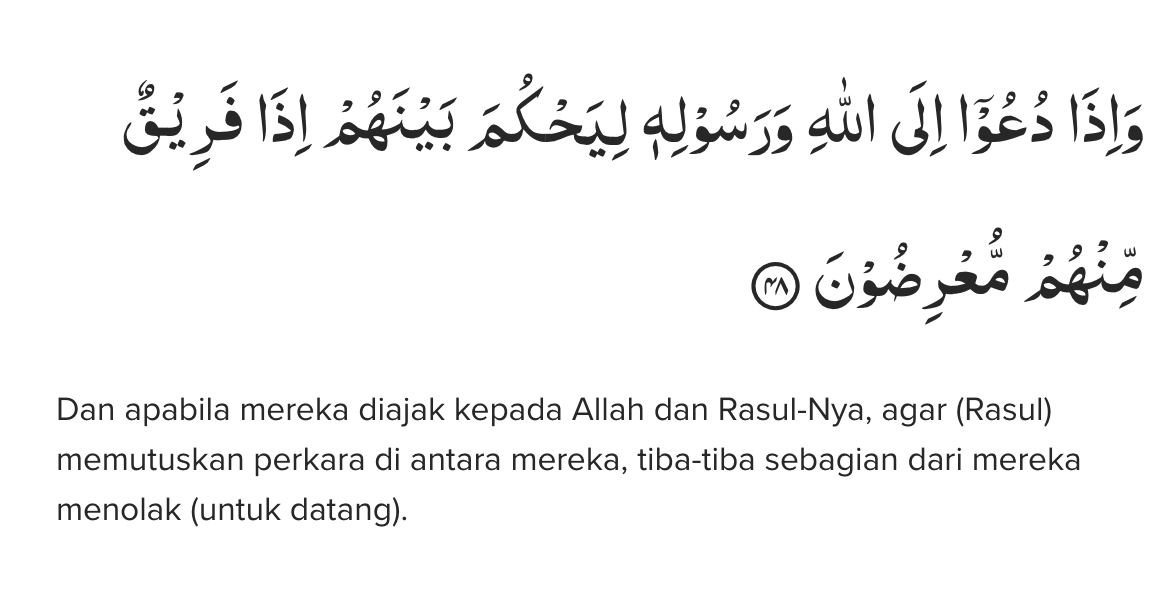 وَاِذَا دُعُوْٓا اِلَى اللّٰهِ وَرَسُوْلِهٖ لِيَحْكُمَ بَيْنَهُمْ اِذَا فَرِيْقٌ
مِّنْهُمْ مُّعْرِضُوْنَ ٤٨
Dan apabila mereka diajak kepada Allah dan Rasul-Nya, agar (Rasul)
memutuskan perkara di antara mereka, tiba-tiba sebagian dari mereka
menolak (untuk datang).